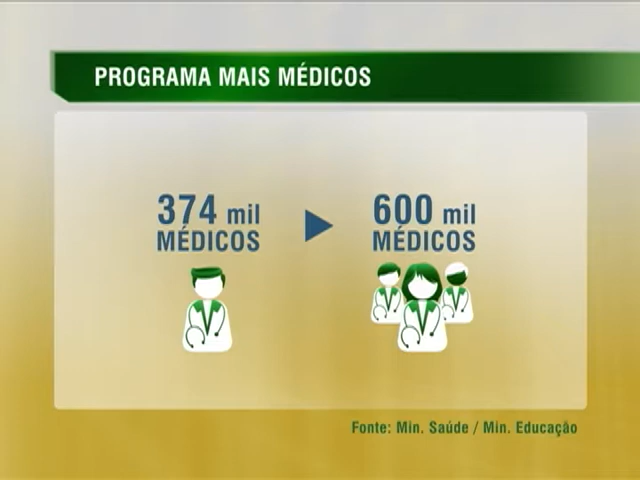 PROGRAMA MAIS MÉDICOS
374 mil
MÉDICOS
600 mil
MÉDICOS
Fonte: Min. Saúde / Min. Educação